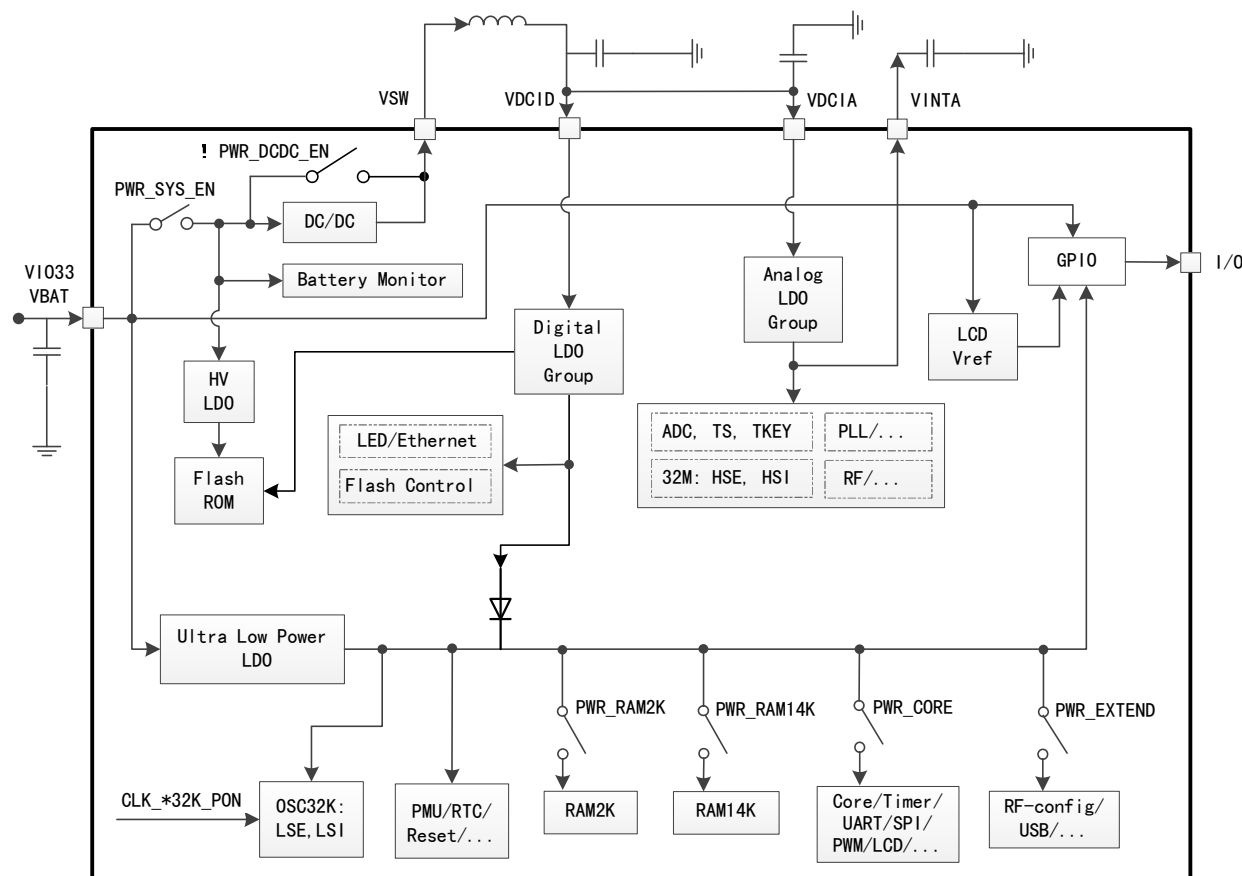 VSW
VDCID
VDCIA
VINTA
! PWR_DCDC_EN
PWR_SYS_EN
DC/DC
VIO33
VBAT
Battery Monitor
GPIO
I/O
Analog
LDO
Group
Digital
LDO
Group
LCD
Vref
HV
LDO
LED/Ethernet
Flash Control
ADC, TS, TKEY
PLL/...
32M: HSE, HSI
RF/...
Flash
ROM
Ultra Low Power
LDO
PWR_RAM2K
PWR_RAM14K
PWR_CORE
PWR_EXTEND
CLK_*32K_PON
OSC32K:
LSE,LSI
PMU/RTC/
Reset/...
RAM2K
RAM14K
Core/Timer/
UART/SPI/
PWM/LCD/...
RF-config/
USB/...